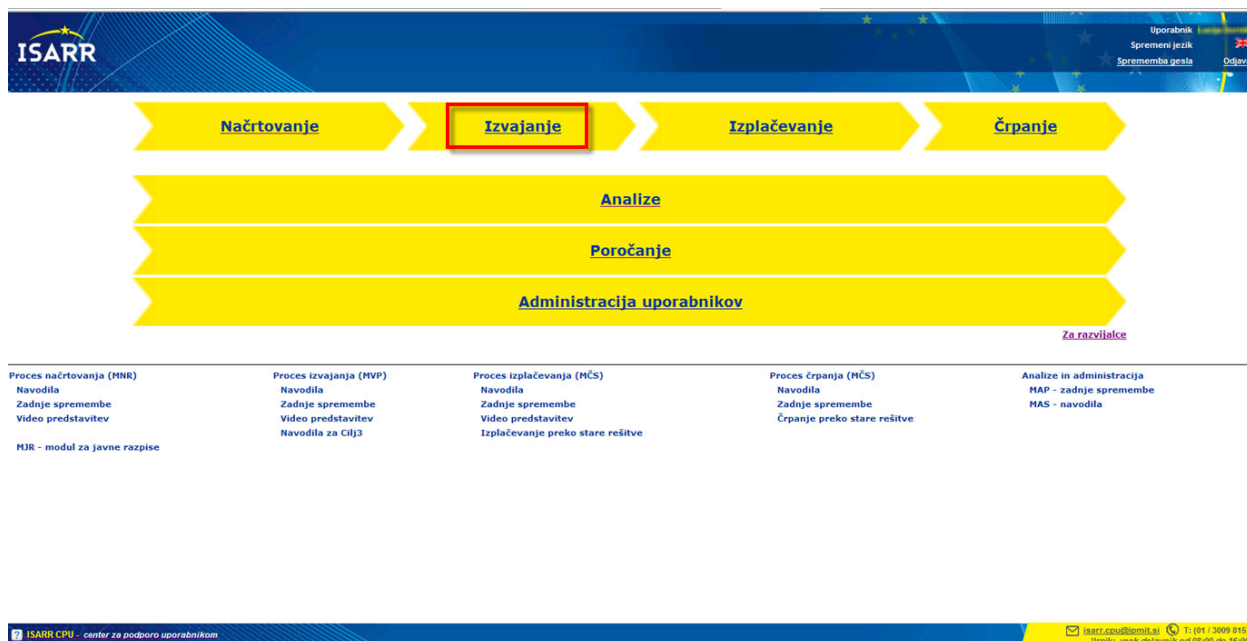 ISARR
Uporabnik
Spremeni jezik
Sprememba gesla Odjav
Načrtovanje
Izvajanje
Izplačevanje
Črpanje
Analize
Poročanje
Administracija uporabnikov
Za razvijalce
Proces načrtovanja (MNR)
Navodila
Zadnje spremembe
Video predstavitev
MJR - modul za javne razpise
Proces izvajanja (MVP)
Navodila
Zadnje spremembe
Video predstavitev
Navodila za Cilj3
Proces izplačevanja (MČS)
Navodila
Zadnje spremembe
Video predstavitev
Izplačevanje preko stare rešitve
Proces črpanja (MČS)
Navodila
Zadnje spremembe
Črpanje preko stare rešitve
Analize in administracija
MAP - zadnje spremembe
MAS - navodila
? ISARR CPU - center za podporo uporabnikom
isarr.cpu@ipmit.si T: (01 / 3009 815